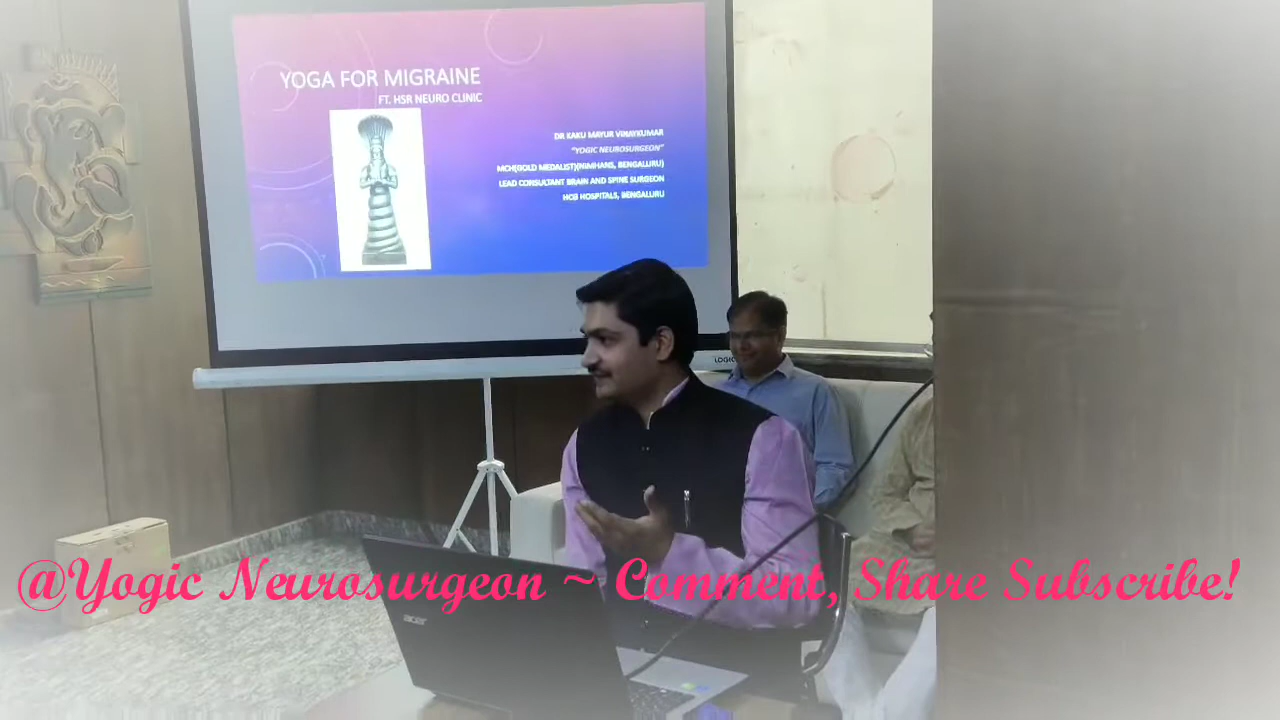 YOGA FOR MIGRAINE
FT. HSR NEURO CLINIC
DR KAKU MAYUR VINAYKUMAR
"YOGIC NEUROSURGEON"
MCH(GOLD MEDALIST)(NIMHANS, BENGALURU)
LEAD CONSULTANT BRAIN AND SPINE SURGEON
HCG HOSPITALS, BENGALURU
LOGIC
acer
@Yogic Neurosurgeon ~ Comment, Share Subscribe!